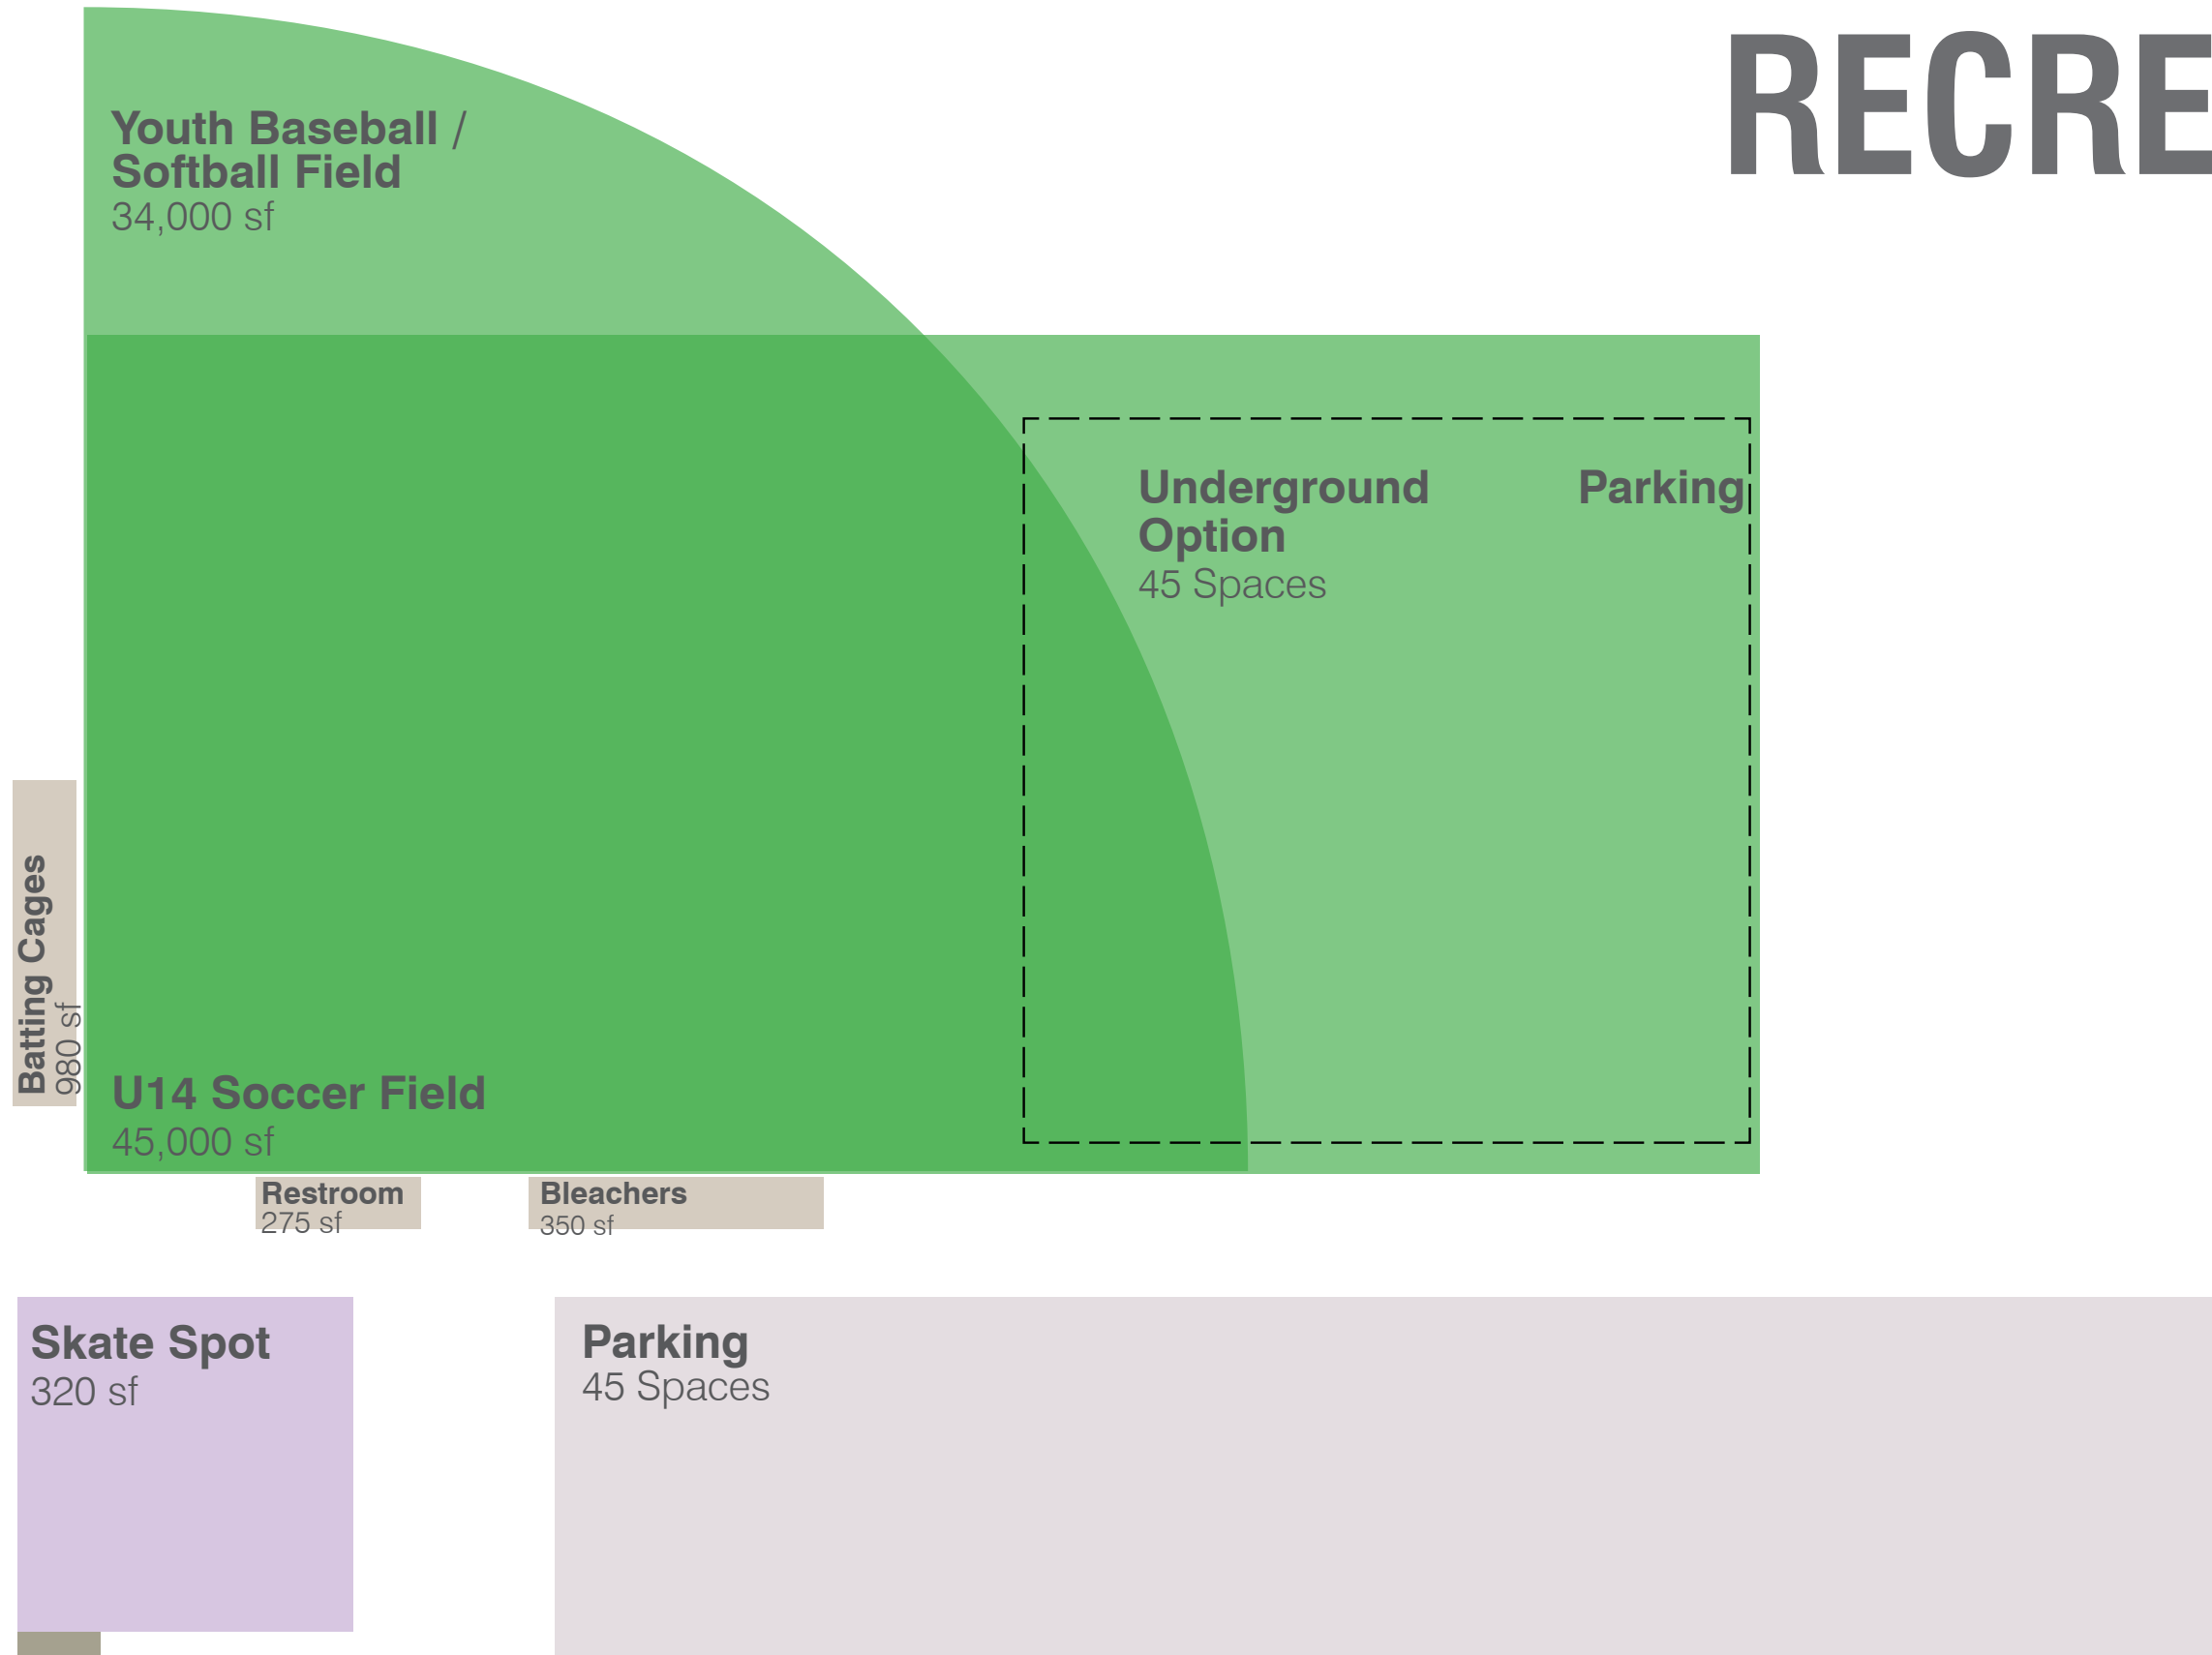 RECRE
Youth Baseball /
Softball Field
34,000 sf
Underground Parking
Option
45 Spaces
Batting Cages
980 sf
U14 Soccer Field
45,000 sf
Restroom
275 sf
Bleachers
350 sf
Skate Spot
320 sf
Parking
45 Spaces